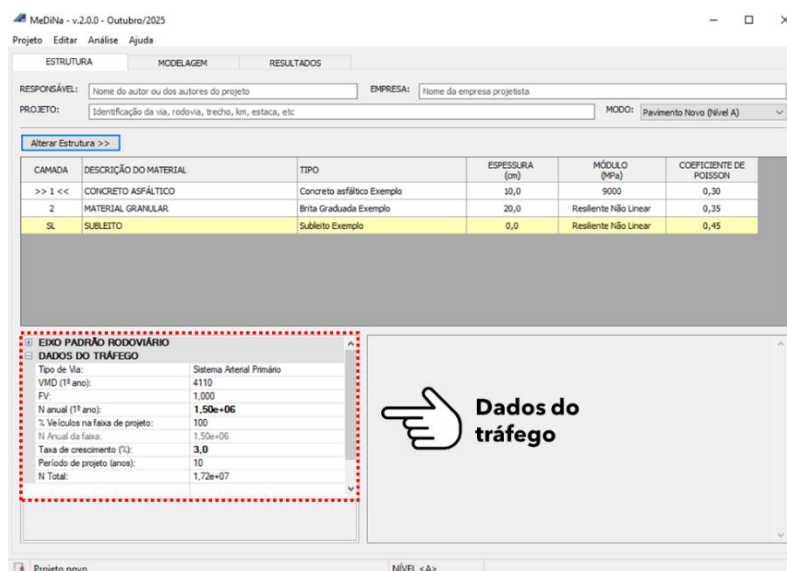 MeDiNa - v.2.0.0 - Outubro/2025
Projeto Editar Análise Ajuda
ESTRUTURA MODELAGEM RESULTADOS
RESPONSÁVEL: Nome do autor ou dos autores do projeto EMPRESA: Nome da empresa projetista
PROJETO: Identificação da via, rodovia, trecho, km, estaca, etc MODO: Pavimento Novo (Nível A)
Alterar Estrutura >>
CAMADA DESCRIÇÃO DO MATERIAL TIPO ESPESSURA (cm) MÓDULO (MPa) COEFICIENTE DE POISSON
>> 1 << CONCRETO ASFÁLTICO Concreto asfáltico Exemplo 10,0 9000 0,30
2 MATERIAL GRANULAR Brita Graduada Exemplo 20,0 Resiliente Não Linear 0,35
SL SUBLEITO Subleito Exemplo 0,0 Resiliente Não Linear 0,45
EIXO PADRÃO RODOVIÁRIO
DADOS DO TRÁFEGO
Tipo de Via: Sistema Arterial Primário
VMD (1º ano): 4110
FV: 1,000
N anual (1º ano): 1,50e+06
% Veículos na faixa de projeto: 100
N Anual da faixa: 1,50e+06
Taxa de crescimento (%): 3,0
Período de projeto (anos): 10
N Total: 1,72e+07
Dados do
tráfego
Projeto novo NÍVEL <A>